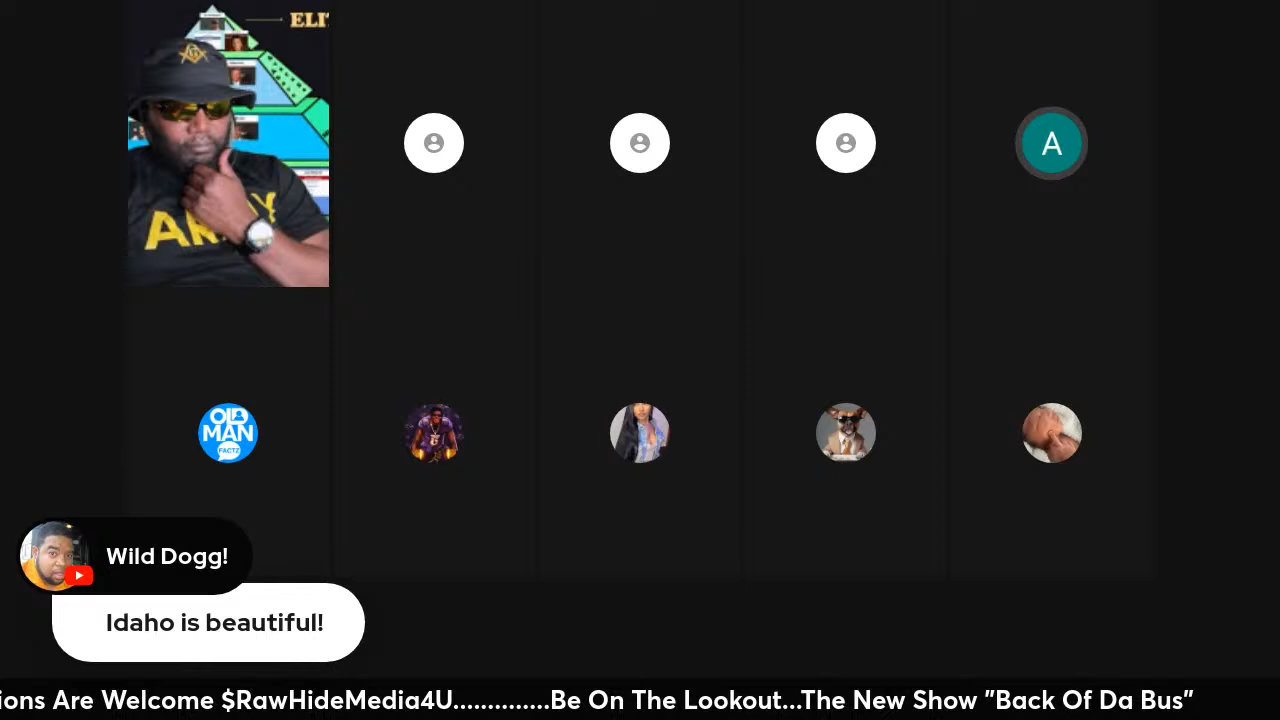 ELIT
ARMY
A
OLD
MAN
FACTZ
Wild Dogg!
Idaho is beautiful!
ions Are Welcome $RawHideMedia4U..............Be On The Lookout...The New Show "Back Of Da Bus"